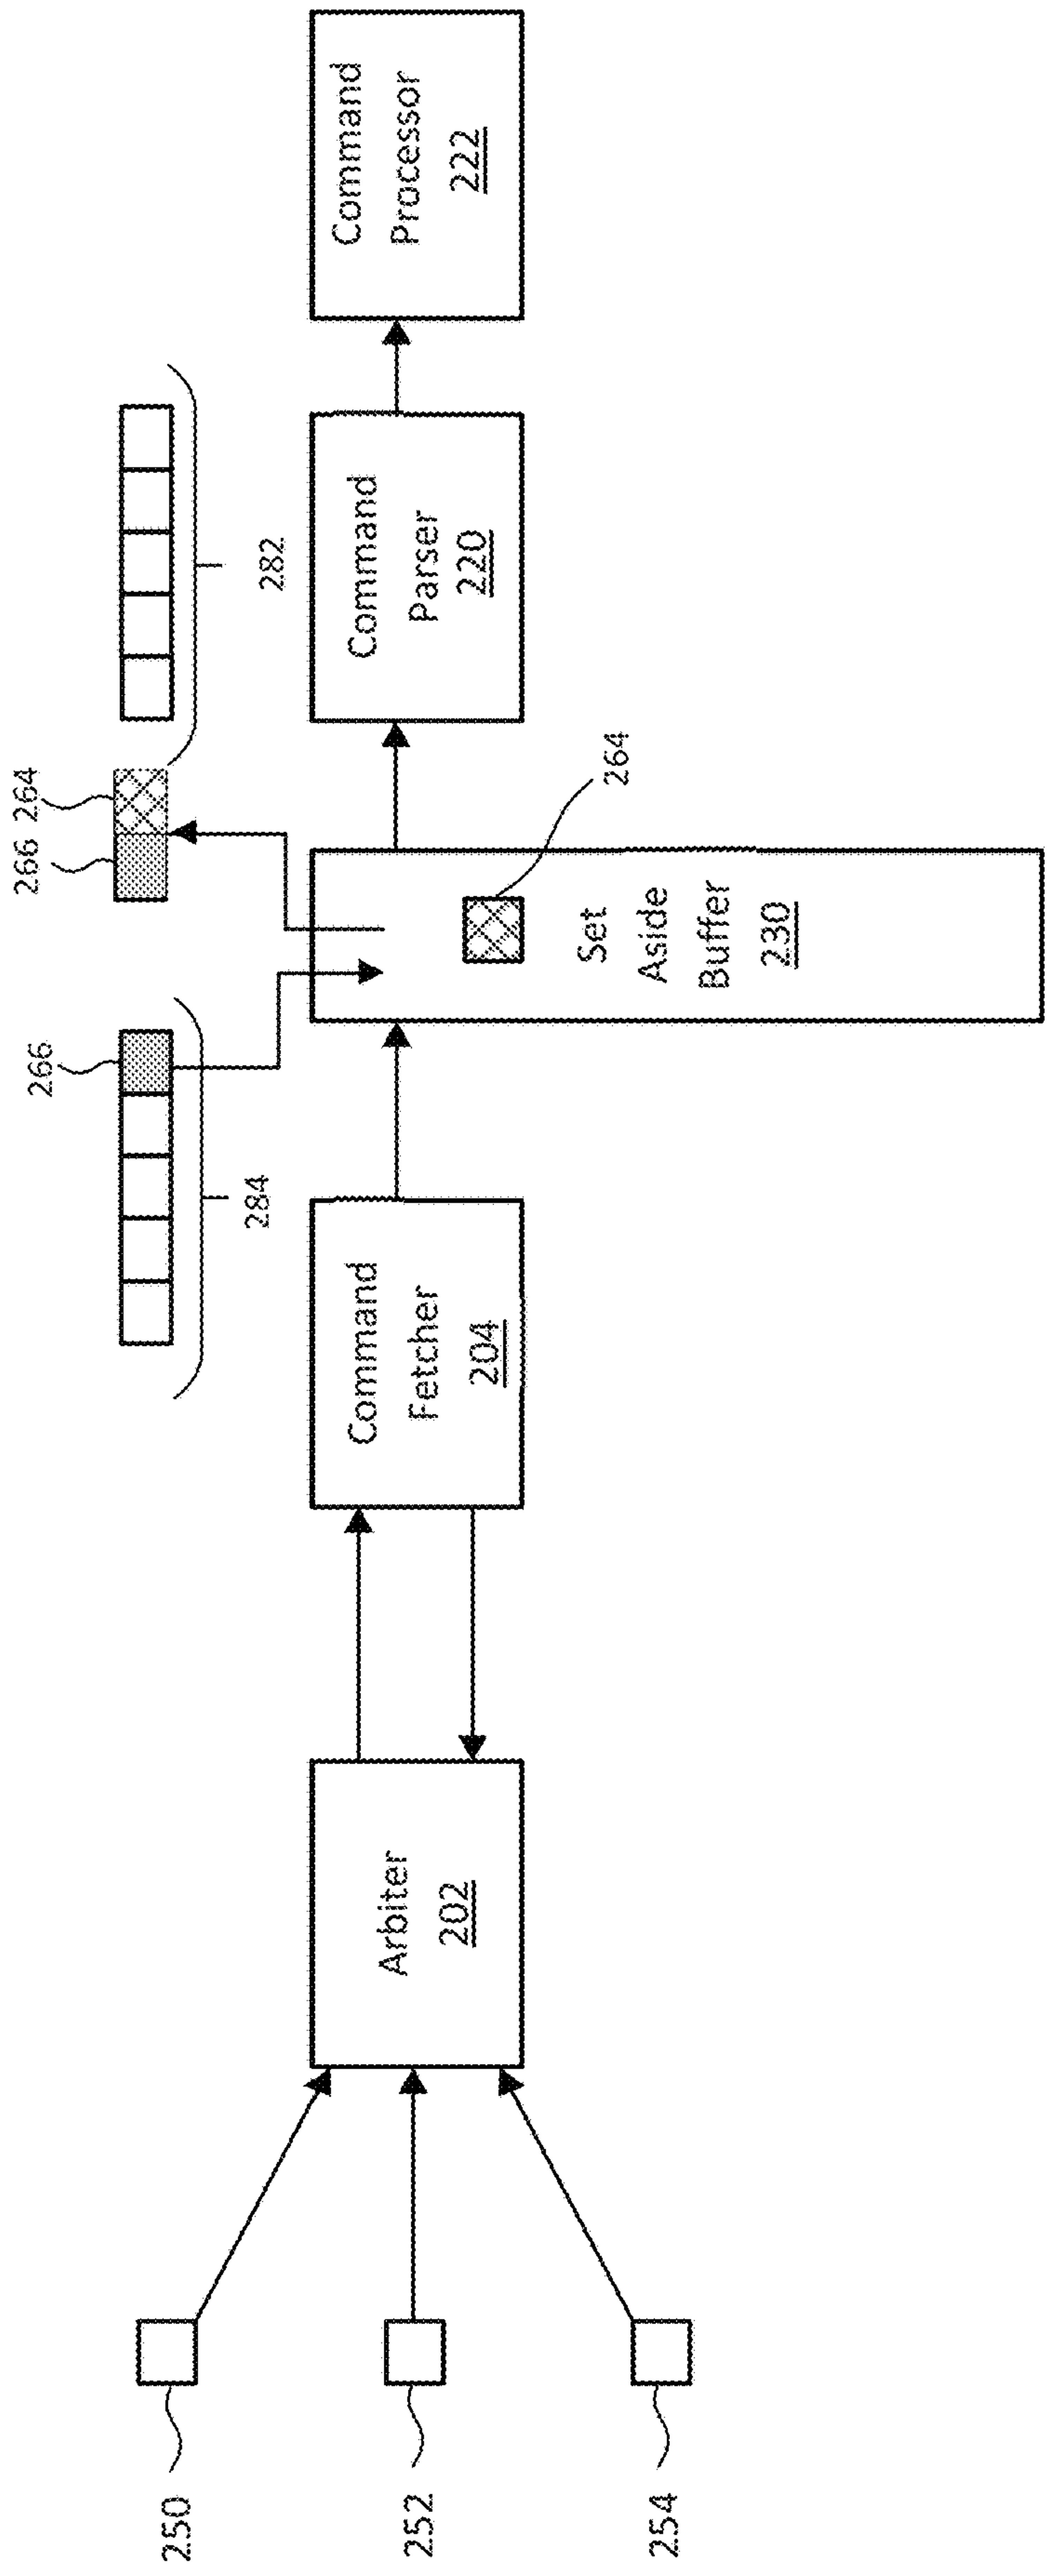 266
264
266
284
282
250
252
254
Arbiter
202
Command
Fetcher
204
264
Set
Aside
Buffer
230
Command
Parser
220
Command
Processor
222